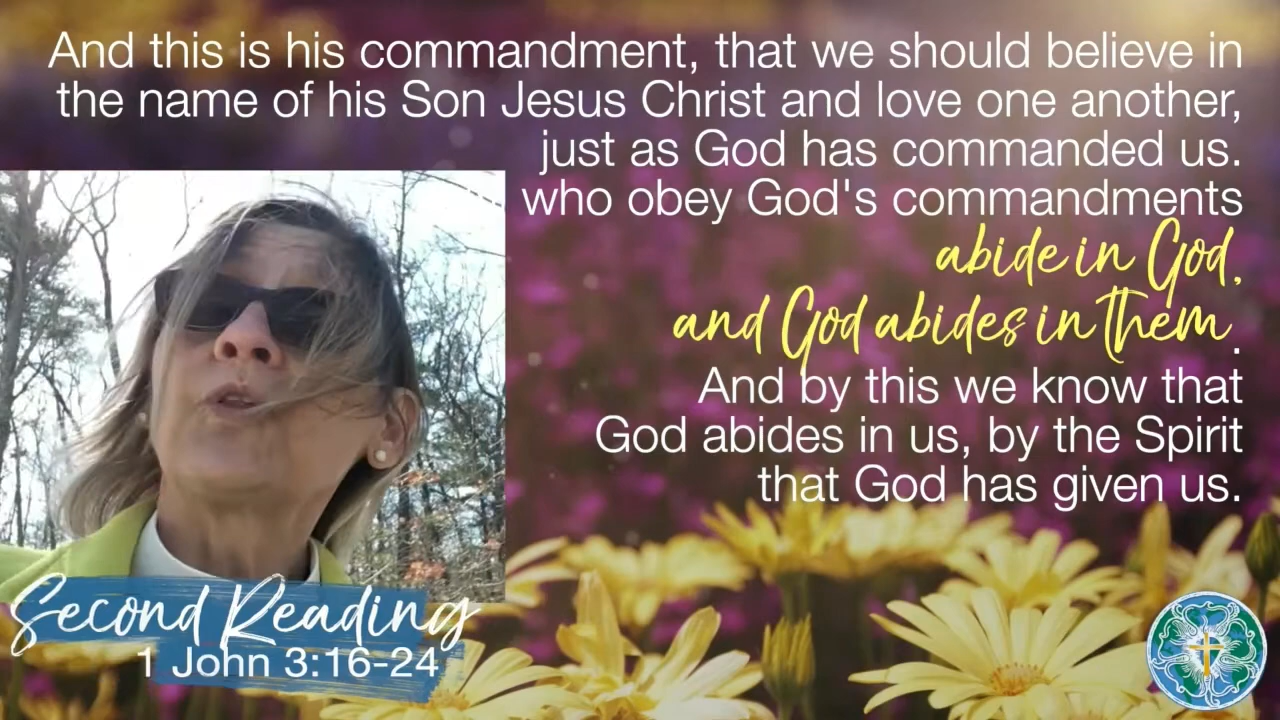 And this is his commandment, that we should believe in
the name of his Son Jesus Christ and love one another,
just as God has commanded us.
who obey God's commandments
abide in God,
and God abides in them.
And by this we know that
God abides in us, by the Spirit
that God has given us.
Second Reading
1 John 3:16-24